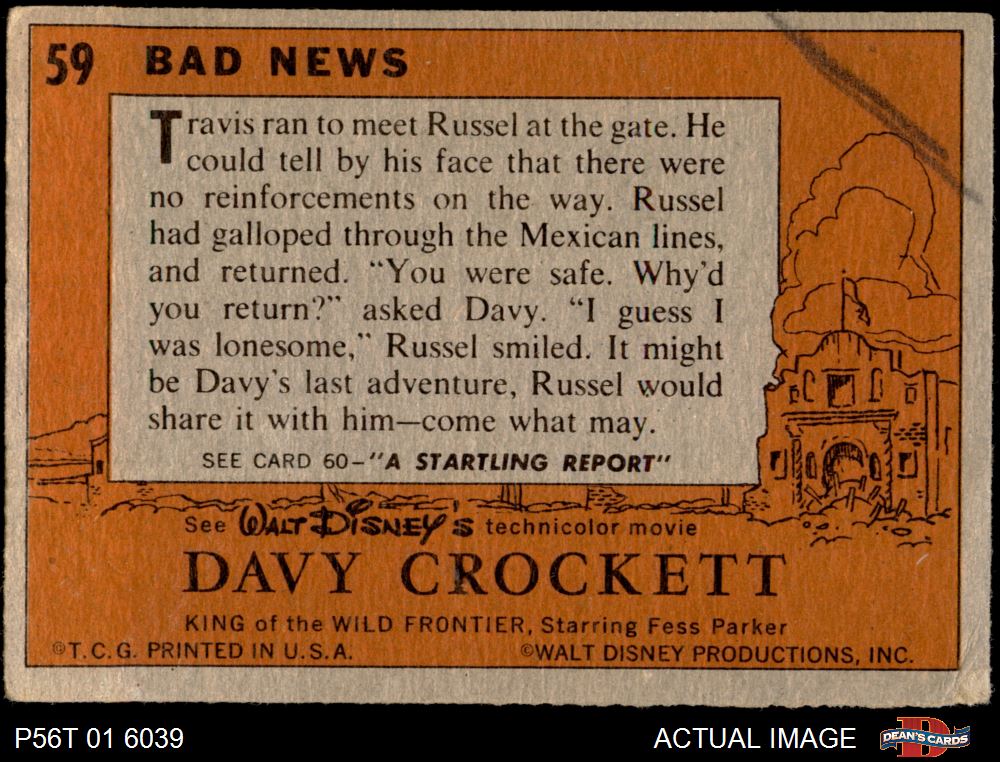 59 BAD NEWS
Travis ran to meet Russel at the gate. He
could tell by his face that there were
no reinforcements on the way. Russel
had galloped through the Mexican lines,
and returned. “You were safe. Why’d
you return?” asked Davy. “I guess I
was lonesome,” Russel smiled. It might
be Davy’s last adventure, Russel would
share it with him—come what may.
SEE CARD 60–"A STARTLING REPORT"
See WALT DISNEY'S technicolor movie
DAVY CROCKETT
KING of the WILD FRONTIER, Starring Fess Parker
©T.C.G. PRINTED IN U.S.A. ©WALT DISNEY PRODUCTIONS, INC.
P56T 01 6039 ACTUAL IMAGE D DEAN'S CARDS